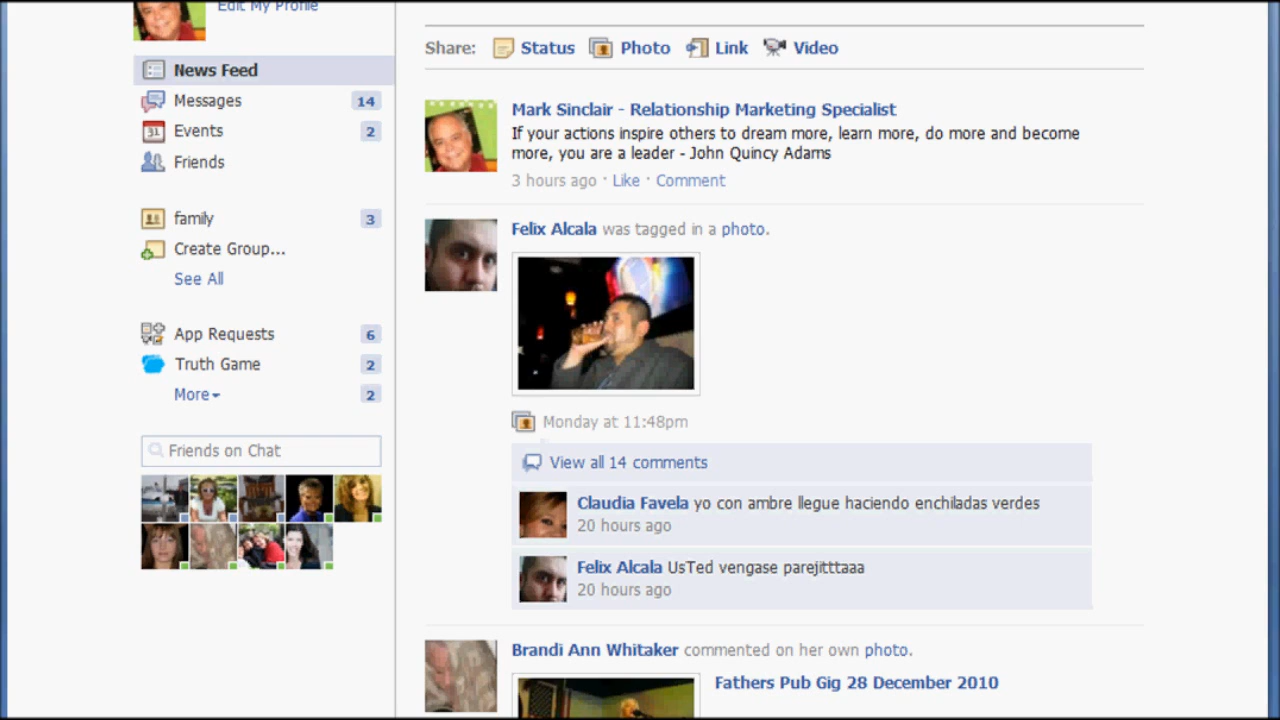 Edit My Profile
News Feed
Messages 14
31 Events 2
Friends
family 3
Create Group...
See All
App Requests 6
Truth Game 2
More 2
Friends on Chat
Share: Status Photo Link Video
Mark Sinclair - Relationship Marketing Specialist
If your actions inspire others to dream more, learn more, do more and become
more, you are a leader - John Quincy Adams
3 hours ago · Like · Comment
Felix Alcala was tagged in a photo.
Monday at 11:48pm
View all 14 comments
Claudia Favela yo con ambre llegue haciendo enchiladas verdes
20 hours ago
Felix Alcala UsTed vengase parejitttaaa
20 hours ago
Brandi Ann Whitaker commented on her own photo.
Fathers Pub Gig 28 December 2010